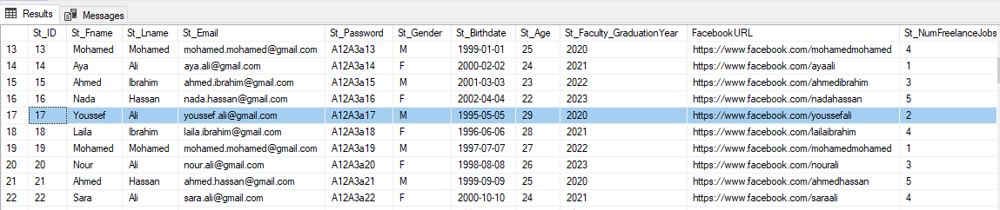 Results Messages
St_ID St_Fname St_Lname St_Email St_Password St_Gender St_Birthdate St_Age St_Faculty_GraduationYear FacebookURL St_NumFreelanceJobs
13 13 Mohamed Mohamed mohamed.mohamed@gmail.com A12A3a13 M 1999-01-01 25 2020 https://www.facebook.com/mohamedmohamed 4
14 14 Aya Ali aya.ali@gmail.com A12A3a14 F 2000-02-02 24 2021 https://www.facebook.com/ayaali 1
15 15 Ahmed Ibrahim ahmed.ibrahim@gmail.com A12A3a15 M 2001-03-03 23 2022 https://www.facebook.com/ahmedibrahim 3
16 16 Nada Hassan nada.hassan@gmail.com A12A3a16 F 2002-04-04 22 2023 https://www.facebook.com/nadahassan 5
17 17 Youssef Ali youssef.ali@gmail.com A12A3a17 M 1995-05-05 29 2020 https://www.facebook.com/youssefali 2
18 18 Laila Ibrahim laila.ibrahim@gmail.com A12A3a18 F 1996-06-06 28 2021 https://www.facebook.com/lailaibrahim 4
19 19 Mohamed Mohamed mohamed.mohamed@gmail.com A12A3a19 M 1997-07-07 27 2022 https://www.facebook.com/mohamedmohamed 1
20 20 Nour Ali nour.ali@gmail.com A12A3a20 F 1998-08-08 26 2023 https://www.facebook.com/nourali 3
21 21 Ahmed Hassan ahmed.hassan@gmail.com A12A3a21 M 1999-09-09 25 2020 https://www.facebook.com/ahmedhassan 5
22 22 Sara Ali sara.ali@gmail.com A12A3a22 F 2000-10-10 24 2021 https://www.facebook.com/saraali 4